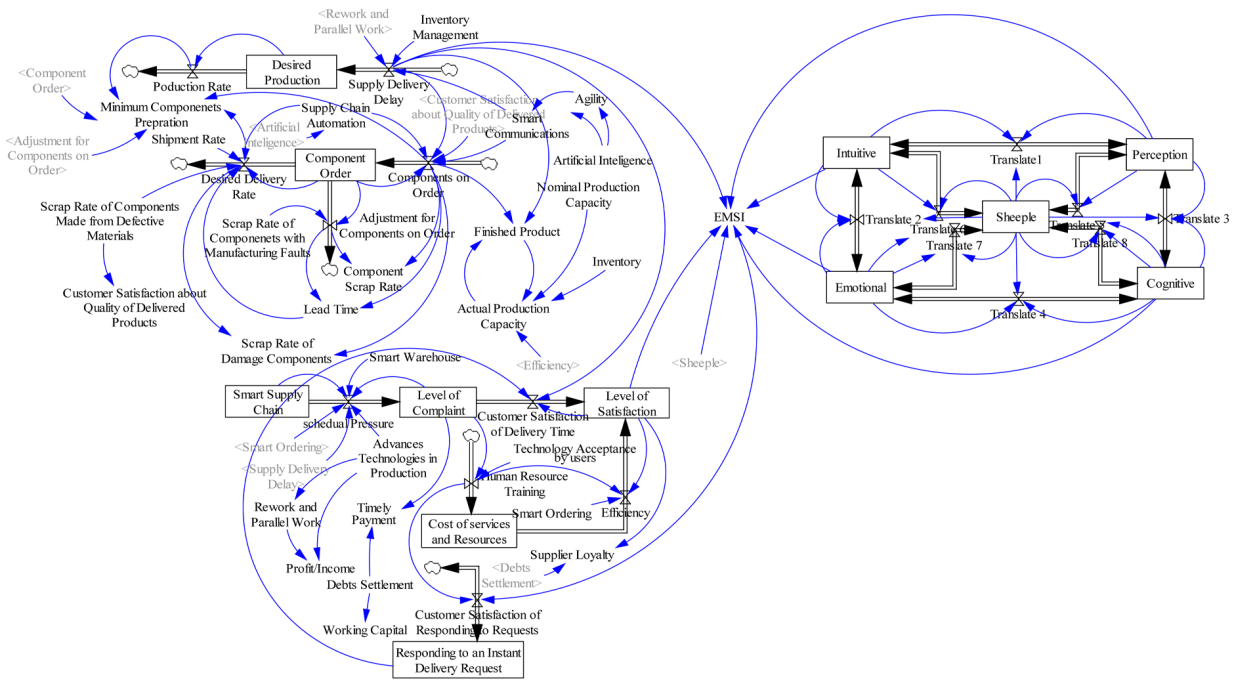 <Rework and
Parallel Work>
Inventory
Management
Desired
Production
Poduction Rate
Supply Delivery
Delay
<Component
Order>
Minimum Componenets
Prepration
Supply Chain
Automation
<Customer Satisfaction
about Quality of Delivered
Products>
Smart
Communications
Agility
<Adjustment for
Components on
Order>
Shipment Rate
<Artificial
Inteligence>
Component
Order
Desired Delivery
Rate
Components on
Order
Artificial Inteligence
Nominal Production
Capacity
Scrap Rate of Components
Made from Defective
Materials
Scrap Rate of
Componenets with
Manufacturing Faults
Adjustment for
Components on Order
Finished Product
Component
Scrap Rate
Inventory
Customer Satisfaction about
Quality of Delivered
Products
Lead Time
Actual Production
Capacity
Scrap Rate of
Damage Components
<Efficiency>
EMSI
<Sheeple>
Intuitive
Perception
Translate1
Sheeple
Translate 2
Translate 3
Translate 7
Translate 8
Emotional
Cognitive
Translate 4
Smart Warehouse
Smart Supply
Chain
Level of
Complaint
Level of
Satisfaction
schedual Pressure
Customer Satisfaction
of Delivery Time
<Smart Ordering>
Advances
Technologies in
Production
<Supply Delivery
Delay>
Technology Acceptance
by users
Human Resource
Training
Rework and
Parallel Work
Timely
Payment
Smart Ordering
Efficiency
Cost of services
and Resources
Profit/Income
Debts Settlement
Supplier Loyalty
<Debts
Settlement>
Working Capital
Customer Satisfaction of
Responding to Requests
Responding to an Instant
Delivery Request